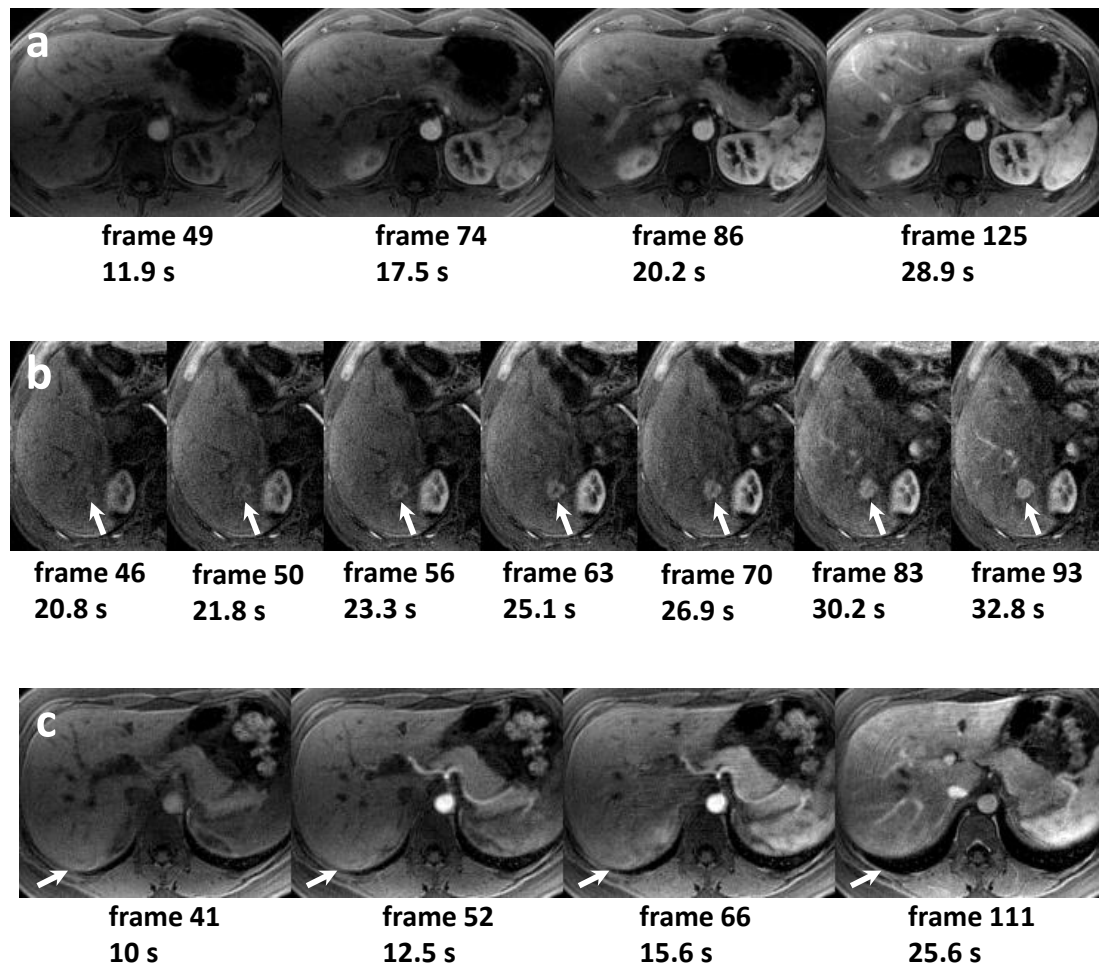 a
frame 49 frame 74 frame 86 frame 125
11.9 s 17.5 s 20.2 s 28.9 s
b
frame 46 frame 50 frame 56 frame 63 frame 70 frame 83 frame 93
20.8 s 21.8 s 23.3 s 25.1 s 26.9 s 30.2 s 32.8 s
c
frame 41 frame 52 frame 66 frame 111
10 s 12.5 s 15.6 s 25.6 s